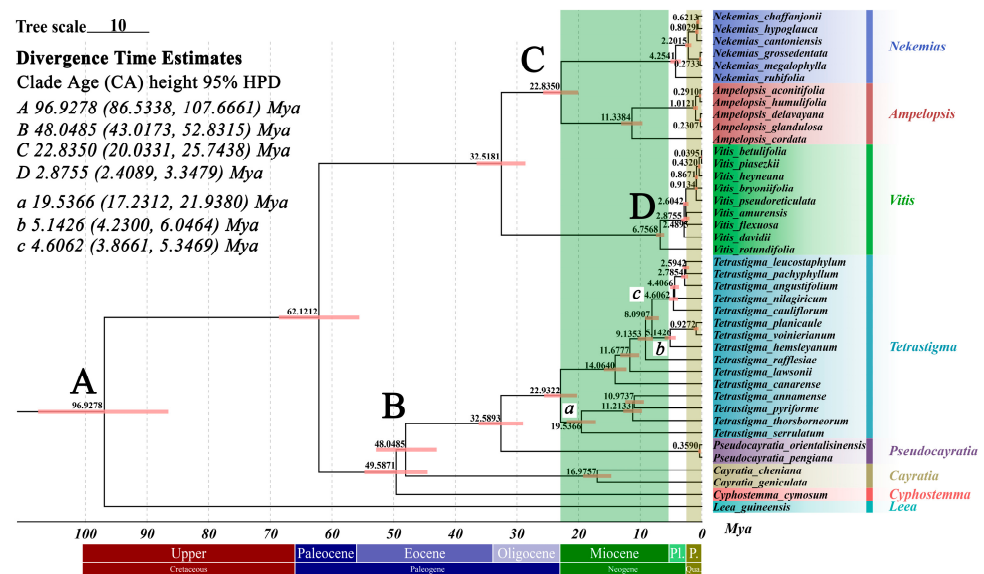 Tree scale 10
Divergence Time Estimates
Clade Age (CA) height 95% HPD
A 96.9278 (86.5338, 107.6661) Mya
B 48.0485 (43.0173, 52.8315) Mya
C 22.8350 (20.0331, 25.7438) Mya
D 2.8755 (2.4089, 3.3479) Mya
a 19.5366 (17.2312, 21.9380) Mya
b 5.1426 (4.2300, 6.0464) Mya
c 4.6062 (3.8661, 5.3469) Mya
A
B
C
D
a
b
c
96.9278
62.1212
32.5181
22.8350
4.2541
2.2015
0.8029
0.6213
0.2733
11.3384
1.0121
0.2910
0.2307
6.7568
2.8755
2.6042
2.4895
0.9134
0.8671
0.4320
0.0395
49.5871
48.0485
32.5893
22.9322
14.0640
11.6777
9.1353
8.0907
4.6062
4.4066
2.7854
2.5942
5.1426
0.9272
19.5366
11.2133
10.9737
0.3590
16.9757
Nekemias_chaffanjonii
Nekemias_hypoglauca
Nekemias_cantoniensis
Nekemias_grossedentata
Nekemias_megalophylla
Nekemias_rubifolia
Ampelopsis_aconitifolia
Ampelopsis_humulifolia
Ampelopsis_delavayana
Ampelopsis_glandulosa
Ampelopsis_cordata
Vitis_betulifolia
Vitis_piasezkii
Vitis_heyneana
Vitis_bryoniifolia
Vitis_pseudoreticulata
Vitis_amurensis
Vitis_flexuosa
Vitis_davidii
Vitis_rotundifolia
Tetrastigma_leucostaphylum
Tetrastigma_pachyphyllum
Tetrastigma_angustifolium
Tetrastigma_nilagiricum
Tetrastigma_cauliflorum
Tetrastigma_planicaule
Tetrastigma_voinierianum
Tetrastigma_hemsleyanum
Tetrastigma_rafflesiae
Tetrastigma_lawsonii
Tetrastigma_canarense
Tetrastigma_annamense
Tetrastigma_pyriforme
Tetrastigma_thorsborneorum
Tetrastigma_serrulatum
Pseudocayratia_orientalisinensis
Pseudocayratia_pengiana
Cayratia_cheniana
Cayratia_geniculata
Cyphostemma_cymosum
Leea_guineensis
Nekemias
Ampelopsis
Vitis
Tetrastigma
Pseudocayratia
Cayratia
Cyphostemma
Leea
100 90 80 70 60 50 40 30 20 10 0 Mya
Upper Paleocene Eocene Oligocene Miocene Pl. P.
Cretaceous Paleogene Neogene Qua.